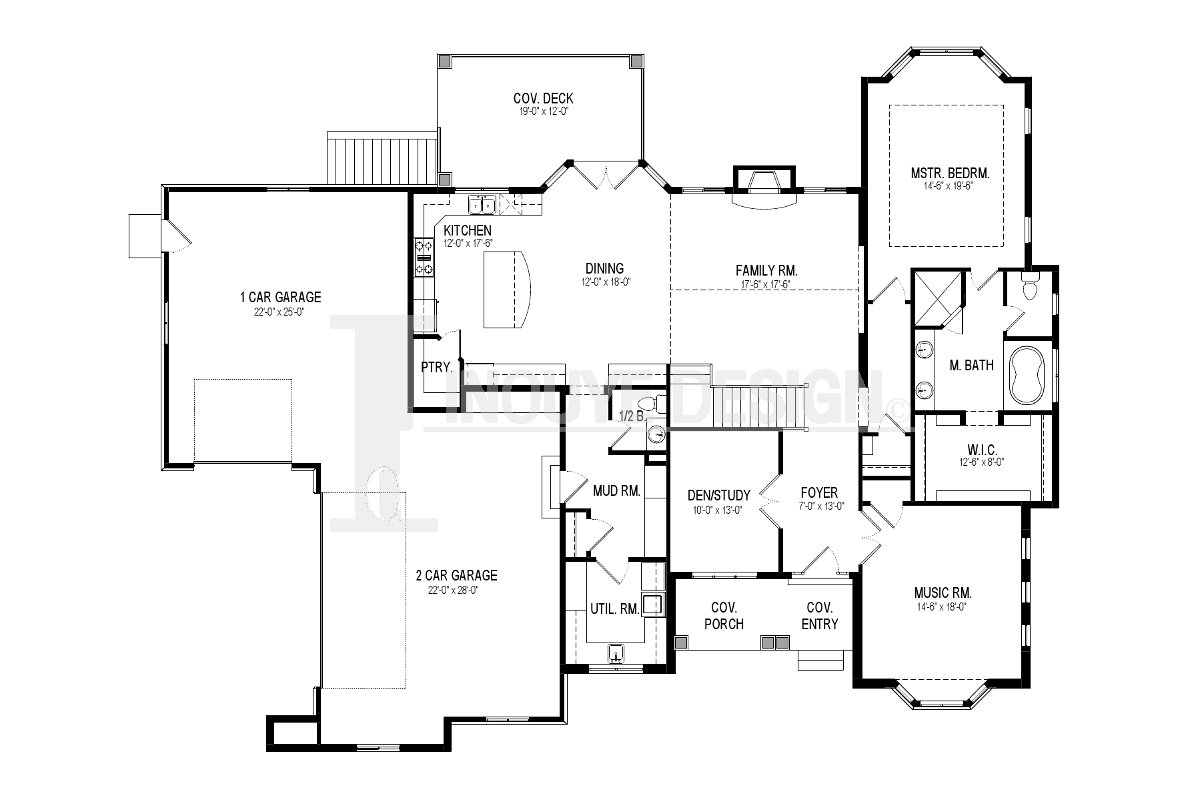 COV. DECK
19'-0" x 12'-0"
MSTR. BEDRM.
14'-6" x 19'-6"
KITCHEN
12'-0" x 17'-6"
DINING
12'-0" x 18'-0"
FAMILY RM.
17'-6" x 17'-6"
1 CAR GARAGE
22'-0" x 25'-0"
PTRY.
M. BATH
INOUYE DESIGN ©
1/2 B.
W.I.C.
12'-6" x 8'-0"
MUD RM.
DEN/STUDY
10'-0" x 13'-0"
FOYER
7'-0" x 13'-0"
2 CAR GARAGE
22'-0" x 28'-0"
UTIL. RM.
COV.
PORCH
COV.
ENTRY
MUSIC RM.
14'-6" x 18'-0"